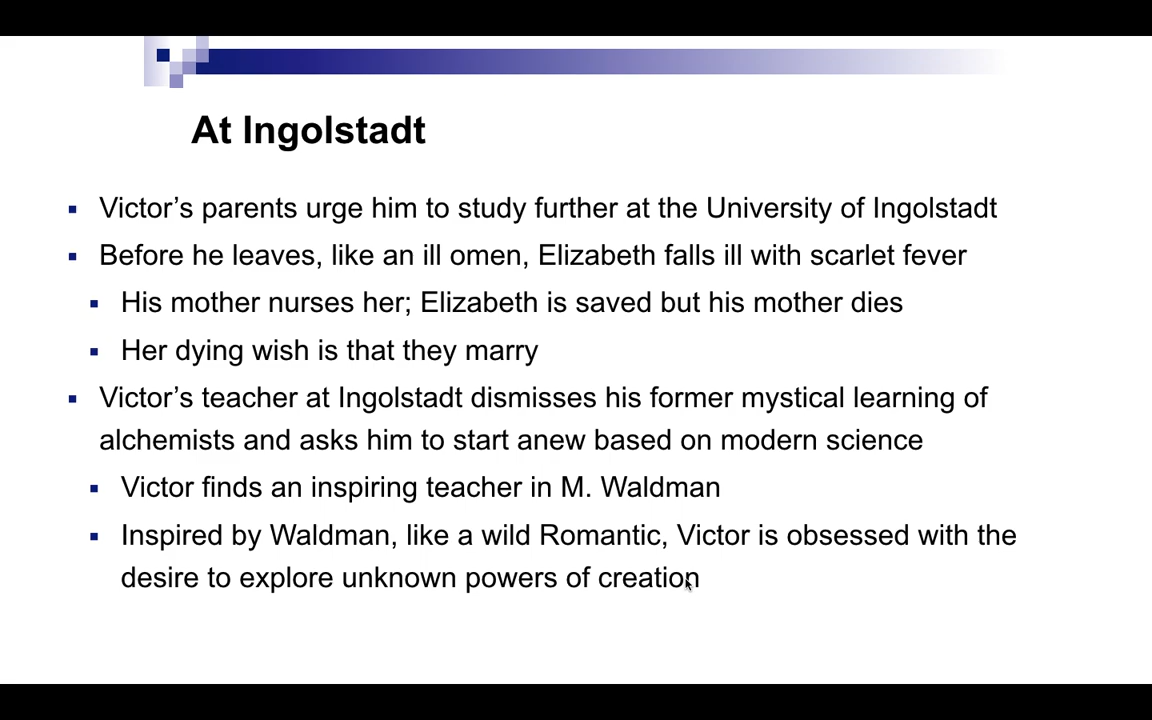 At Ingolstadt
▪ Victor’s parents urge him to study further at the University of Ingolstadt
▪ Before he leaves, like an ill omen, Elizabeth falls ill with scarlet fever
▪ His mother nurses her; Elizabeth is saved but his mother dies
▪ Her dying wish is that they marry
▪ Victor’s teacher at Ingolstadt dismisses his former mystical learning of
alchemists and asks him to start anew based on modern science
▪ Victor finds an inspiring teacher in M. Waldman
▪ Inspired by Waldman, like a wild Romantic, Victor is obsessed with the
desire to explore unknown powers of creation